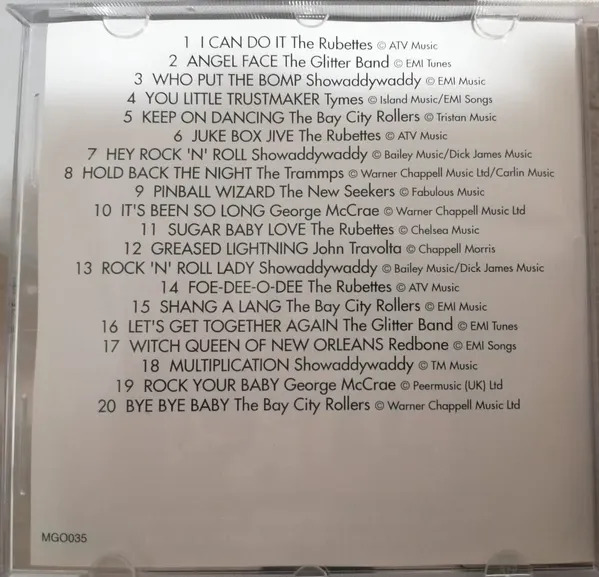 1 I CAN DO IT The Rubettes © ATV Music
2 ANGEL FACE The Glitter Band © EMI Tunes
3 WHO PUT THE BOMP Showaddywaddy © EMI Music
4 YOU LITTLE TRUSTMAKER Tymes © Island Music/EMI Songs
5 KEEP ON DANCING The Bay City Rollers © Tristan Music
6 JUKE BOX JIVE The Rubettes © ATV Music
7 HEY ROCK 'N' ROLL Showaddywaddy © Bailey Music/Dick James Music
8 HOLD BACK THE NIGHT The Trammps © Warner Chappell Music Ltd/Carlin Music
9 PINBALL WIZARD The New Seekers © Fabulous Music
10 IT'S BEEN SO LONG George McCrae © Warner Chappell Music Ltd
11 SUGAR BABY LOVE The Rubettes © Chelsea Music
12 GREASED LIGHTNING John Travolta © Chappell Morris
13 ROCK 'N' ROLL LADY Showaddywaddy © Bailey Music/Dick James Music
14 FOE-DEE-O-DEE The Rubettes © ATV Music
15 SHANG A LANG The Bay City Rollers © EMI Music
16 LET'S GET TOGETHER AGAIN The Glitter Band © EMI Tunes
17 WITCH QUEEN OF NEW ORLEANS Redbone © EMI Songs
18 MULTIPLICATION Showaddywaddy © TM Music
19 ROCK YOUR BABY George McCrae © Peermusic (UK) Ltd
20 BYE BYE BABY The Bay City Rollers © Warner Chappell Music Ltd
MGO035